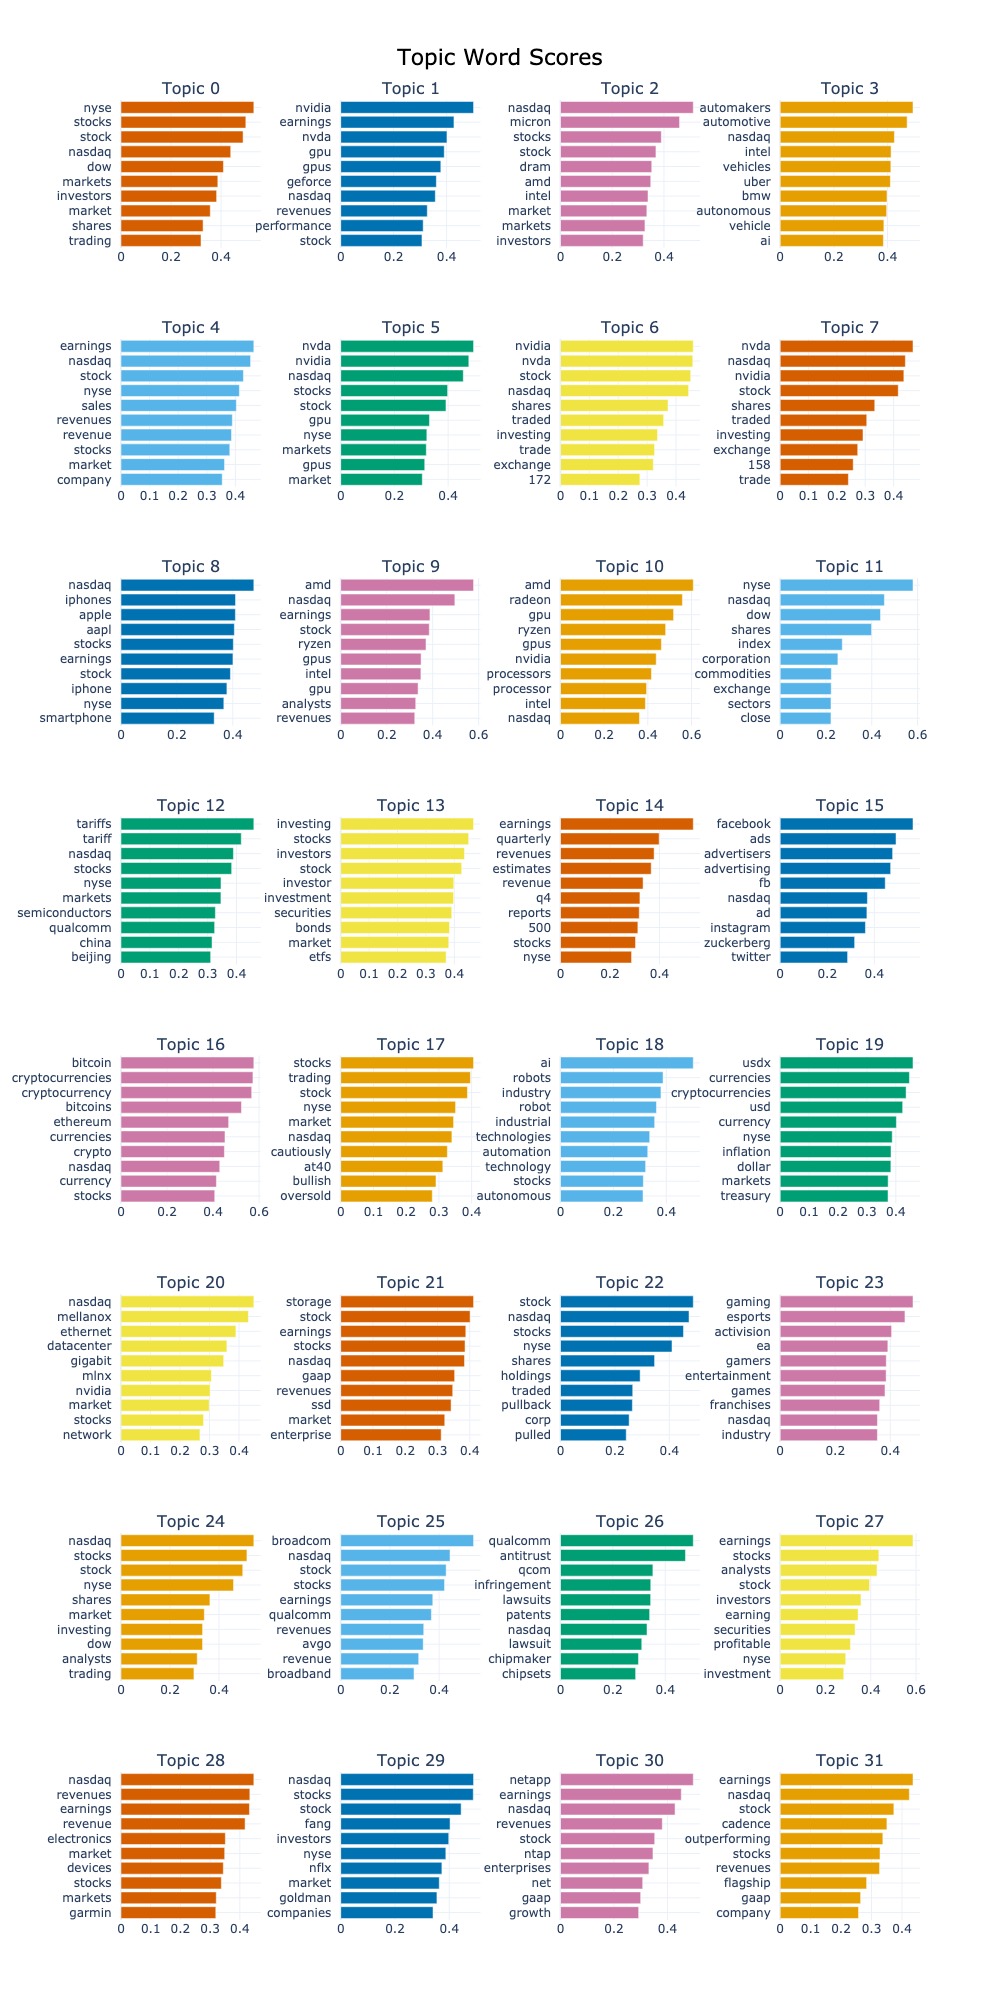 Topic Word Scores
Topic 0
nyse
stocks
stock
nasdaq
dow
markets
investors
market
shares
trading
0 0.2 0.4
Topic 1
nvidia
earnings
nvda
gpu
gpus
geforce
nasdaq
revenues
performance
stock
0 0.2 0.4
Topic 2
nasdaq
micron
stocks
stock
dram
amd
intel
market
markets
investors
0 0.2 0.4
Topic 3
automakers
automotive
nasdaq
intel
vehicles
uber
bmw
autonomous
vehicle
ai
0 0.2 0.4
Topic 4
earnings
nasdaq
stock
nyse
sales
revenues
revenue
stocks
market
company
0 0.1 0.2 0.3 0.4
Topic 5
nvda
nvidia
nasdaq
stocks
stock
gpu
nyse
markets
gpus
market
0 0.2 0.4
Topic 6
nvidia
nvda
stock
nasdaq
shares
traded
investing
trade
exchange
172
0 0.1 0.2 0.3 0.4
Topic 7
nvda
nasdaq
nvidia
stock
shares
traded
investing
exchange
158
trade
0 0.1 0.2 0.3 0.4
Topic 8
nasdaq
iphones
apple
aapl
stocks
earnings
stock
iphone
nyse
smartphone
0 0.2 0.4
Topic 9
amd
nasdaq
earnings
stock
ryzen
gpus
intel
gpu
analysts
revenues
0 0.2 0.4 0.6
Topic 10
amd
radeon
gpu
ryzen
gpus
nvidia
processors
processor
intel
nasdaq
0 0.2 0.4 0.6
Topic 11
nyse
nasdaq
dow
shares
index
corporation
commodities
exchange
sectors
close
0 0.2 0.4 0.6
Topic 12
tariffs
tariff
nasdaq
stocks
nyse
markets
semiconductors
qualcomm
china
beijing
0 0.1 0.2 0.3 0.4
Topic 13
investing
stocks
investors
stock
investor
investment
securities
bonds
market
etfs
0 0.1 0.2 0.3 0.4
Topic 14
earnings
quarterly
revenues
estimates
revenue
q4
reports
500
stocks
nyse
0 0.2 0.4
Topic 15
facebook
ads
advertisers
advertising
fb
nasdaq
ad
instagram
zuckerberg
twitter
0 0.2 0.4
Topic 16
bitcoin
cryptocurrencies
cryptocurrency
bitcoins
ethereum
currencies
crypto
nasdaq
currency
stocks
0 0.2 0.4 0.6
Topic 17
stocks
trading
stock
nyse
market
nasdaq
cautiously
at40
bullish
oversold
0 0.1 0.2 0.3 0.4
Topic 18
ai
robots
industry
robot
industrial
technologies
automation
technology
stocks
autonomous
0 0.2 0.4
Topic 19
usdx
currencies
cryptocurrencies
usd
currency
nyse
inflation
dollar
markets
treasury
0 0.1 0.2 0.3 0.4
Topic 20
nasdaq
mellanox
ethernet
datacenter
gigabit
mlnx
nvidia
market
stocks
network
0 0.1 0.2 0.3 0.4
Topic 21
storage
stock
earnings
stocks
nasdaq
gaap
revenues
ssd
market
enterprise
0 0.1 0.2 0.3 0.4
Topic 22
stock
nasdaq
stocks
nyse
shares
holdings
traded
pullback
corp
pulled
0 0.2 0.4
Topic 23
gaming
esports
activision
ea
gamers
entertainment
games
franchises
nasdaq
industry
0 0.2 0.4
Topic 24
nasdaq
stocks
stock
nyse
shares
market
investing
dow
analysts
trading
0 0.2 0.4
Topic 25
broadcom
nasdaq
stock
stocks
earnings
qualcomm
revenues
avgo
revenue
broadband
0 0.2 0.4
Topic 26
qualcomm
antitrust
qcom
infringement
lawsuits
patents
nasdaq
lawsuit
chipmaker
chipsets
0 0.2 0.4
Topic 27
earnings
stocks
analysts
stock
investors
earning
securities
profitable
nyse
investment
0 0.2 0.4 0.6
Topic 28
nasdaq
revenues
earnings
revenue
electronics
market
devices
stocks
markets
garmin
0 0.2 0.4
Topic 29
nasdaq
stocks
stock
fang
investors
nyse
nflx
market
goldman
companies
0 0.2 0.4
Topic 30
netapp
earnings
nasdaq
revenues
stock
ntap
enterprises
net
gaap
growth
0 0.2 0.4
Topic 31
earnings
nasdaq
stock
cadence
outperforming
stocks
revenues
flagship
gaap
company
0 0.1 0.2 0.3 0.4